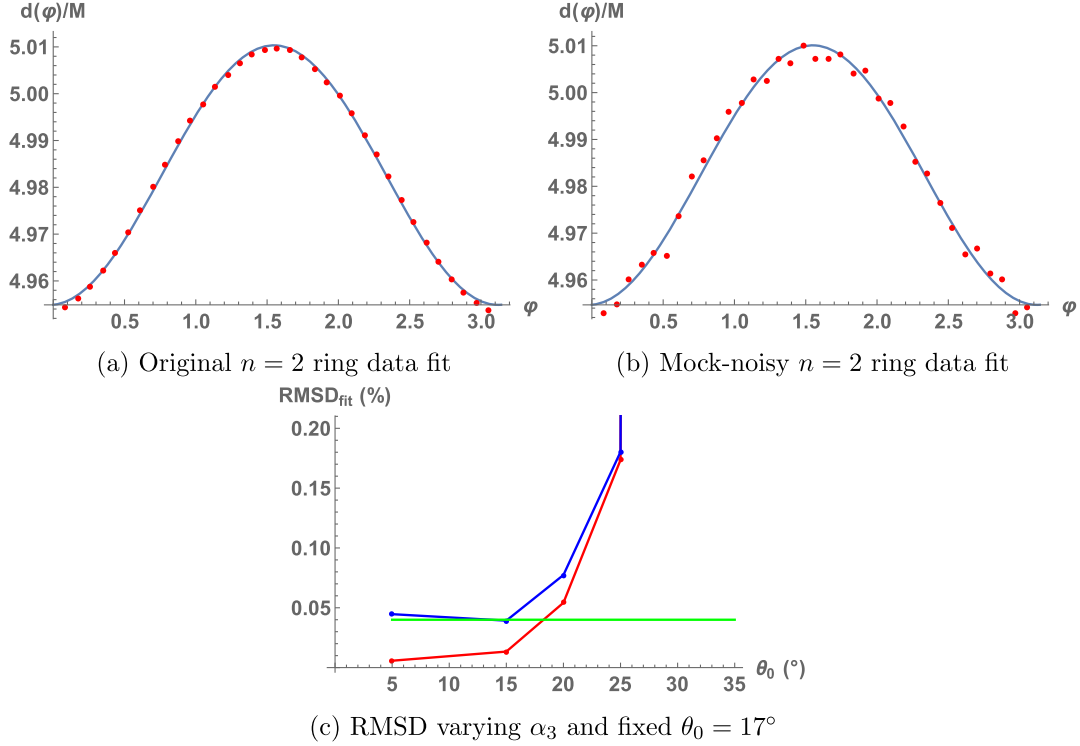 d(φ)/M
5.01
5.00
4.99
4.98
4.97
4.96
0.5 1.0 1.5 2.0 2.5 3.0
φ
(a) Original n = 2 ring data fit
d(φ)/M
5.01
5.00
4.99
4.98
4.97
4.96
0.5 1.0 1.5 2.0 2.5 3.0
φ
(b) Mock-noisy n = 2 ring data fit
RMSD_fit (%)
0.20
0.15
0.10
0.05
5 10 15 20 25 30 35
θ₀ (°)
(c) RMSD varying α₃ and fixed θ₀ = 17°